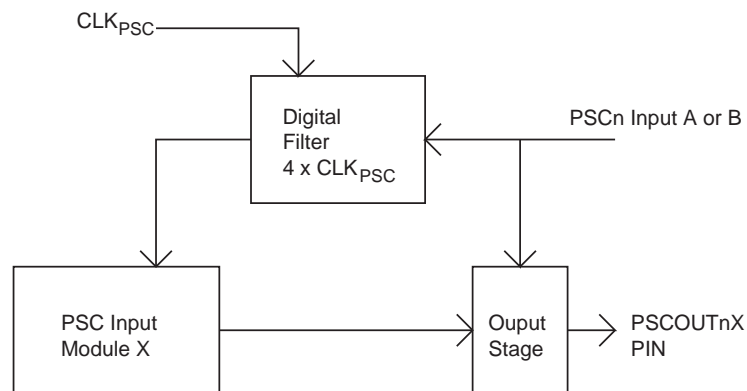 CLKPSC
Digital
Filter
4 x CLKPSC
PSCn Input A or B
PSC Input
Module X
Ouput
Stage
PSCOUTnX
PIN